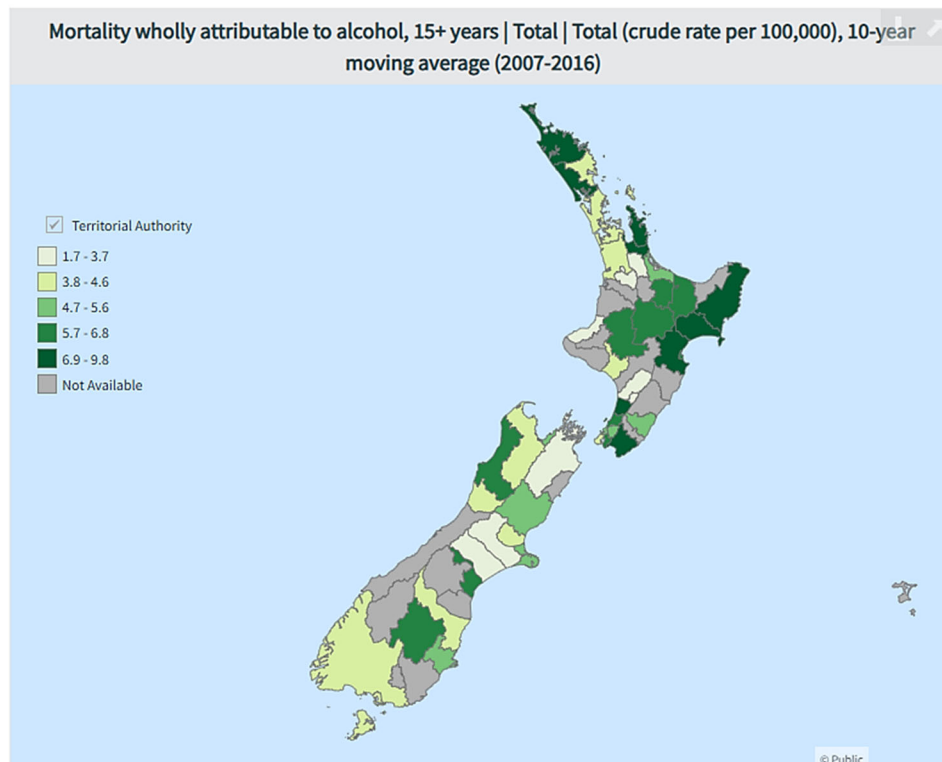 Mortality wholly attributable to alcohol, 15+ years | Total | Total (crude rate per 100,000), 10-year
moving average (2007-2016)
Territorial Authority
1.7 - 3.7
3.8 - 4.6
4.7 - 5.6
5.7 - 6.8
6.9 - 9.8
Not Available
© Public